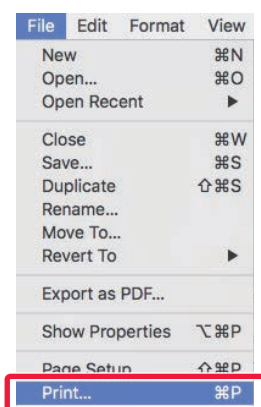 File Edit Format View
New ⌘N
Open... ⌘O
Open Recent ▶
Close ⌘W
Save... ⌘S
Duplicate ⇧⌘S
Rename...
Move To...
Revert To ▶
Export as PDF...
Show Properties ⌥⌘P
Page Setup ⇧⌘P
Print... ⌘P